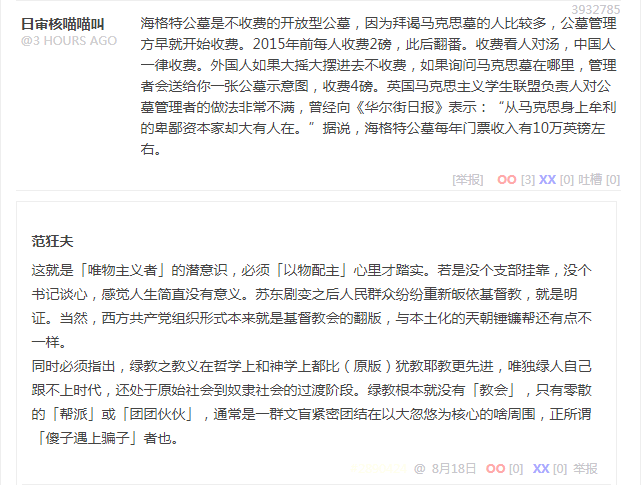 3932785
日审核喵喵叫
@3 HOURS AGO
海格特公墓是不收费的开放型公墓，因为拜谒马克思墓的人比较多，公墓管理
方早就开始收费。2015年前每人收费2磅，此后翻番。收费看人对汤，中国人
一律收费。外国人如果大摇大摆进去不收费，如果询问马克思墓在哪里，管理
者会送给你一张公墓示意图，收费4磅。英国马克思主义学生联盟负责人对公
墓管理者的做法非常不满，曾经向《华尔街日报》表示：“从马克思身上牟利
的卑鄙资本家却大有人在。”据说，海格特公墓每年门票收入有10万英镑左
右。
[举报] OO [3] XX [0] 吐槽 [0]
范狂夫
这就是「唯物主义者」的潜意识，必须「以物配主」心里才踏实。若是没个支部挂靠，没个
书记谈心，感觉人生简直没有意义。苏东剧变之后人民群众纷纷重新皈依基督教，就是明
证。当然，西方共产党组织形式本来就是基督教会的翻版，与本土化的天朝锤镰帮还有点不
一样。
同时必须指出，绿教之教义在哲学上和神学上都比（原版）犹教耶教更先进，唯独绿人自己
跟不上时代，还处于原始社会到奴隶社会的过渡阶段。绿教根本就没有「教会」，只有零散
的「帮派」或「团团伙伙」，通常是一群文盲紧密团结在以大忽悠为核心的啥周围，正所谓
「傻子遇上骗子」者也。
@ 8月18日 OO [0] XX [0] 举报